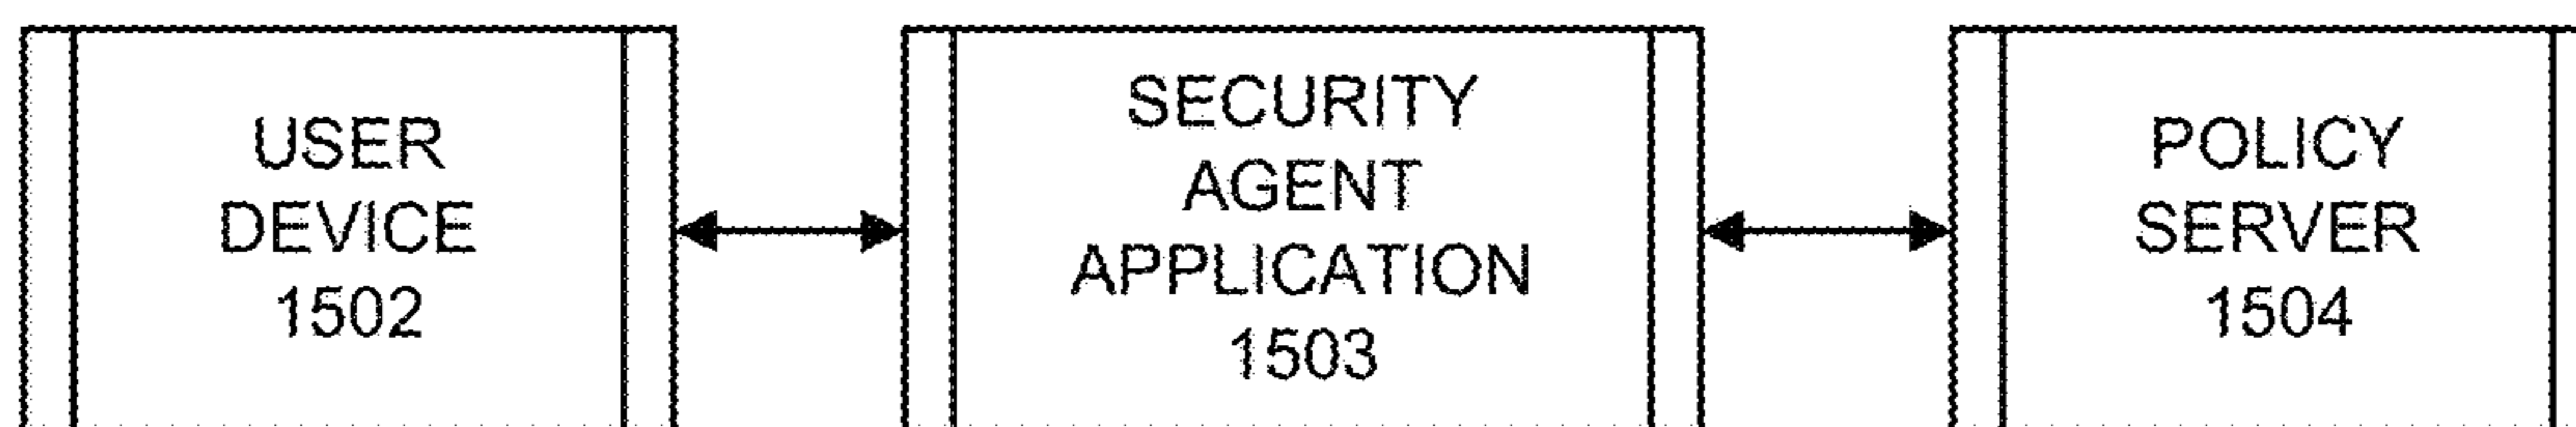 USER
DEVICE
1502
SECURITY
AGENT
APPLICATION
1503
POLICY
SERVER
1504